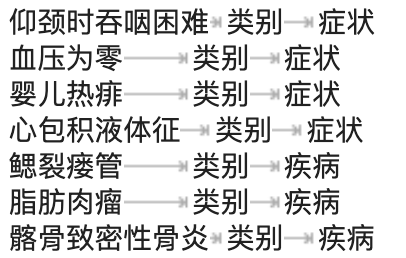 仰颈时吞咽困难→类别→症状
血压为零→类别→症状
婴儿热痱→类别→症状
心包积液体征→类别→症状
鳃裂瘘管→类别→疾病
脂肪肉瘤→类别→疾病
髂骨致密性骨炎→类别→疾病